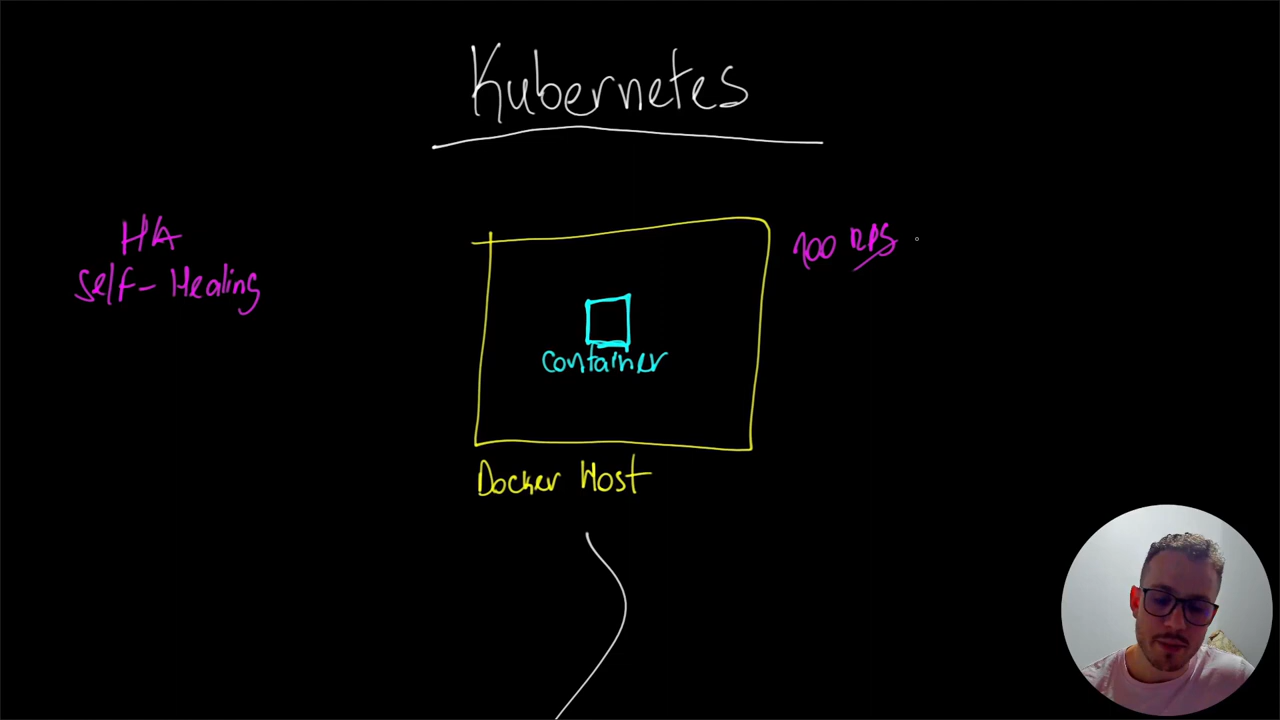 Kubernetes
HA
Self-Healing
100 RPS
container
Docker Host